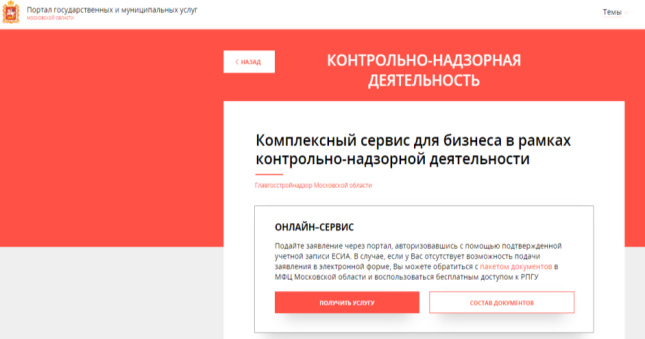 Портал государственных и муниципальных услуг
МОСКОВСКОЙ ОБЛАСТИ
Темы
< НАЗАД
КОНТРОЛЬНО-НАДЗОРНАЯ
ДЕЯТЕЛЬНОСТЬ
Комплексный сервис для бизнеса в рамках
контрольно-надзорной деятельности
Главгосстройнадзор Московской области
ОНЛАЙН-СЕРВИС
Подайте заявление через портал, авторизовавшись с помощью подтвержденной
учетной записи ЕСИА. В случае, если у Вас отсутствует возможность подачи
заявления в электронной форме, Вы можете обратиться с пакетом документов в
МФЦ Московской области и воспользоваться бесплатным доступом к РПГУ
ПОЛУЧИТЬ УСЛУГУ
СОСТАВ ДОКУМЕНТОВ